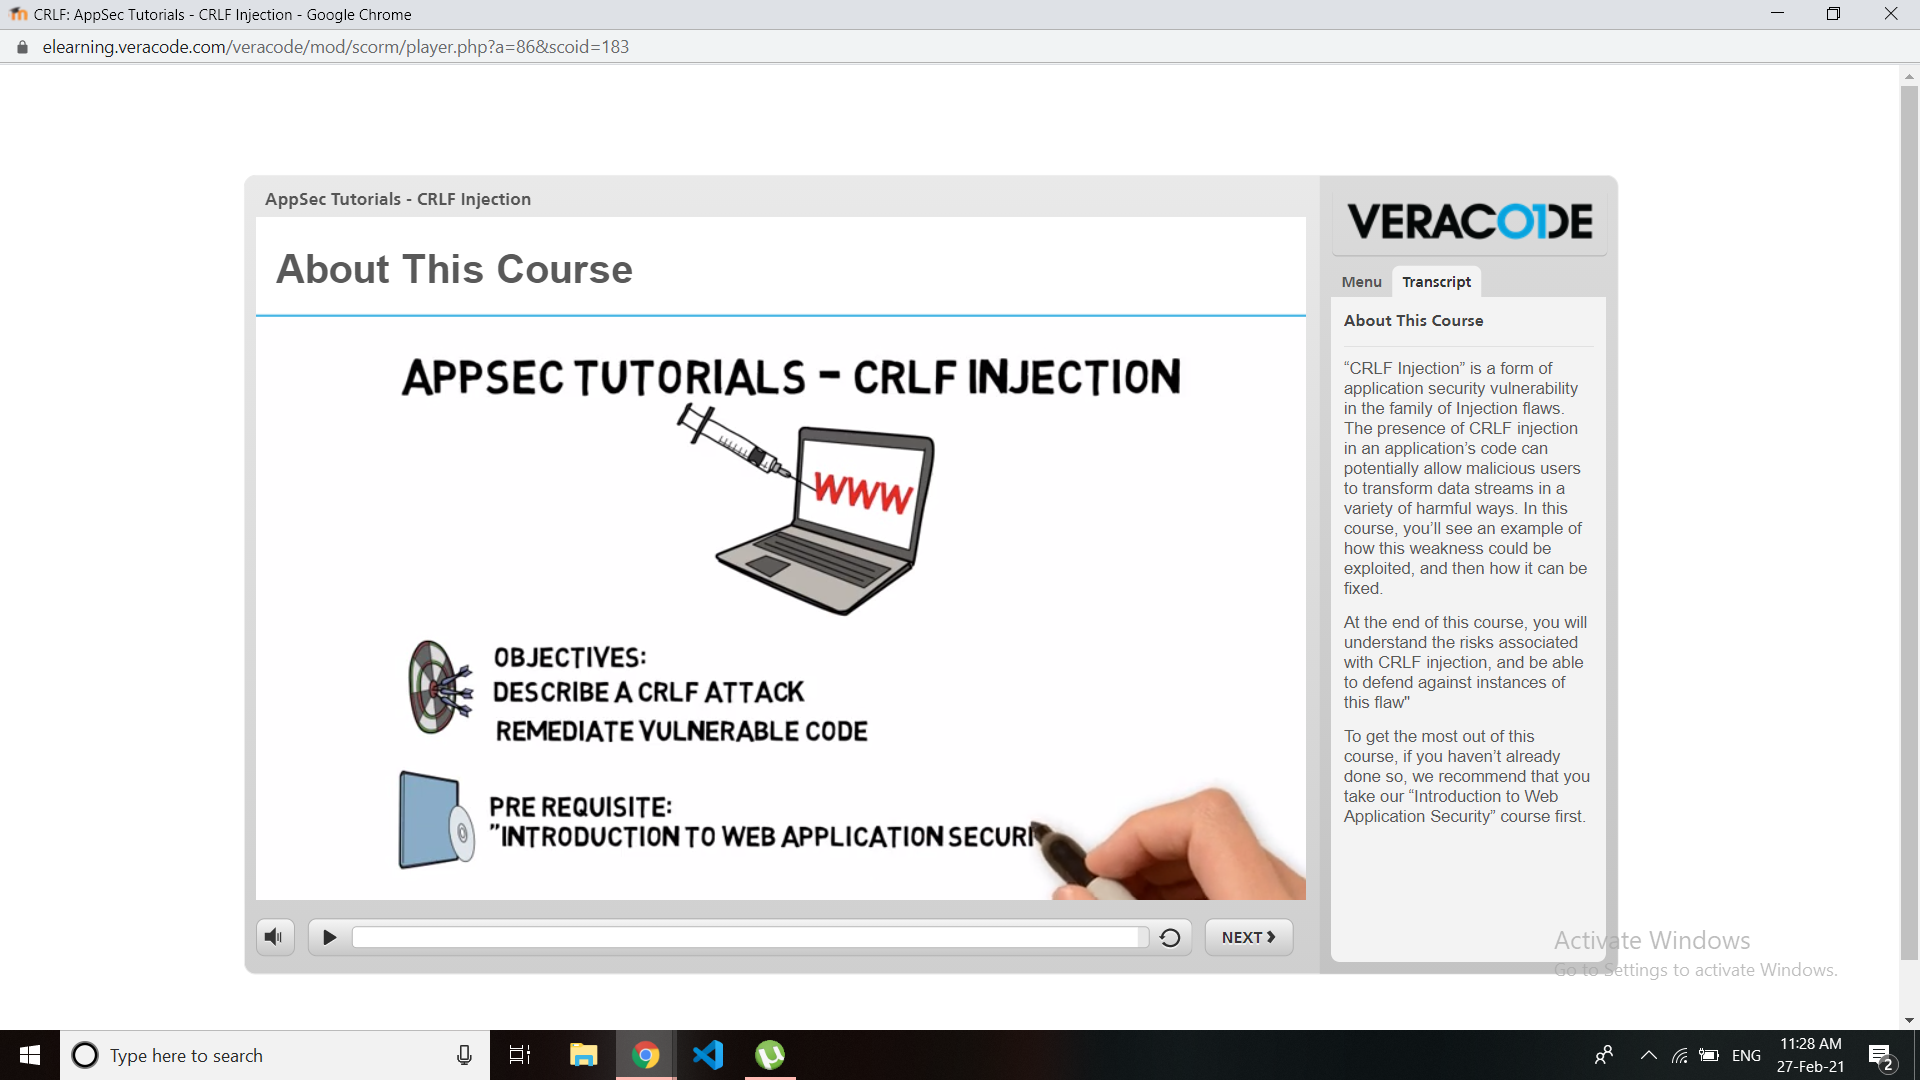 CRLF: AppSec Tutorials - CRLF Injection - Google Chrome
elearning.veracode.com/veracode/mod/scorm/player.php?a=86&scoid=183
AppSec Tutorials - CRLF Injection
About This Course
APPSEC TUTORIALS - CRLF INJECTION
WWW
OBJECTIVES:
DESCRIBE A CRLF ATTACK
REMEDIATE VULNERABLE CODE
PRE REQUISITE:
"INTRODUCTION TO WEB APPLICATION SECURI
NEXT
VERACODE
Menu
Transcript
About This Course
“CRLF Injection” is a form of
application security vulnerability
in the family of Injection flaws.
The presence of CRLF injection
in an application’s code can
potentially allow malicious users
to transform data streams in a
variety of harmful ways. In this
course, you’ll see an example of
how this weakness could be
exploited, and then how it can be
fixed.
At the end of this course, you will
understand the risks associated
with CRLF injection, and be able
to defend against instances of
this flaw"
To get the most out of this
course, if you haven’t already
done so, we recommend that you
take our “Introduction to Web
Application Security” course first.
Activate Windows
Go to Settings to activate Windows.
Type here to search
ENG
11:28 AM
27-Feb-21
2